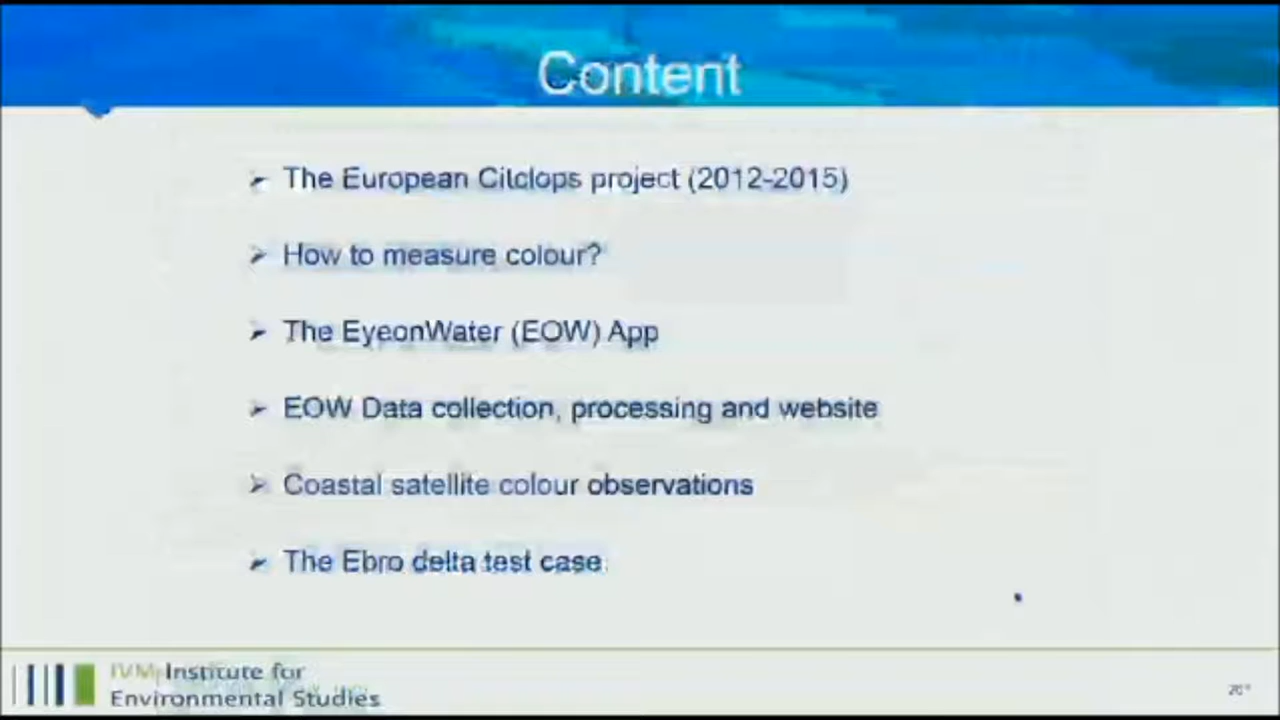 Content
➢ The European Citclops project (2012-2015)
➢ How to measure colour?
➢ The EyeonWater (EOW) App
➢ EOW Data collection, processing and website
➢ Coastal satellite colour observations
➢ The Ebro delta test case
IVM Institute for
Environmental Studies